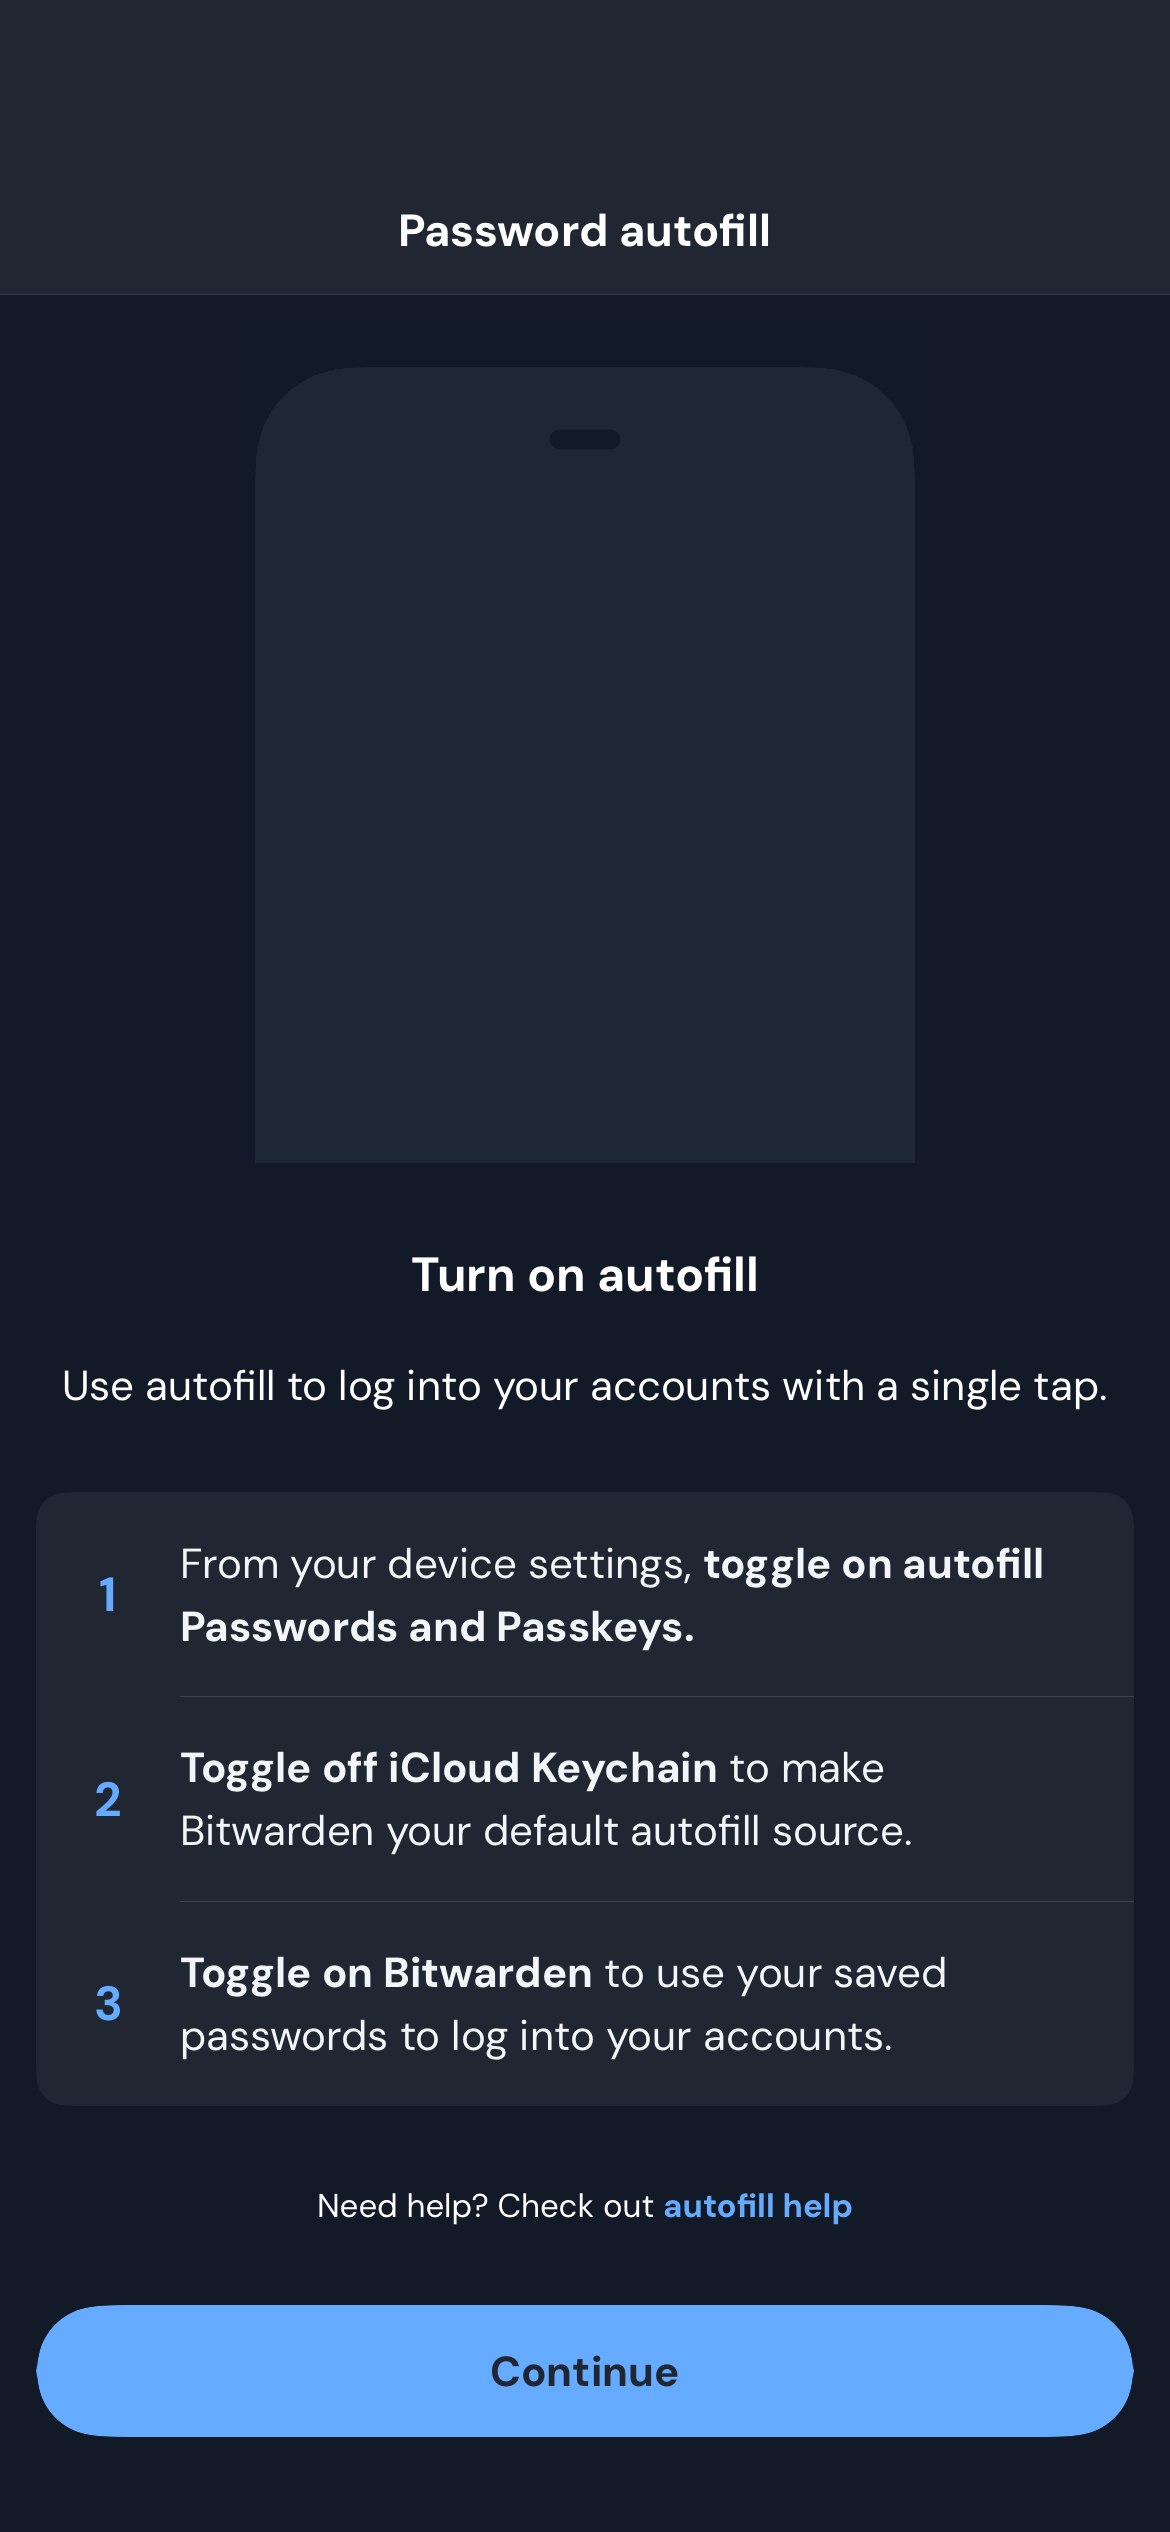 Password autofill
Turn on autofill
Use autofill to log into your accounts with a single tap.
1
From your device settings, toggle on autofill
Passwords and Passkeys.
2
Toggle off iCloud Keychain to make
Bitwarden your default autofill source.
3
Toggle on Bitwarden to use your saved
passwords to log into your accounts.
Need help? Check out autofill help
Continue